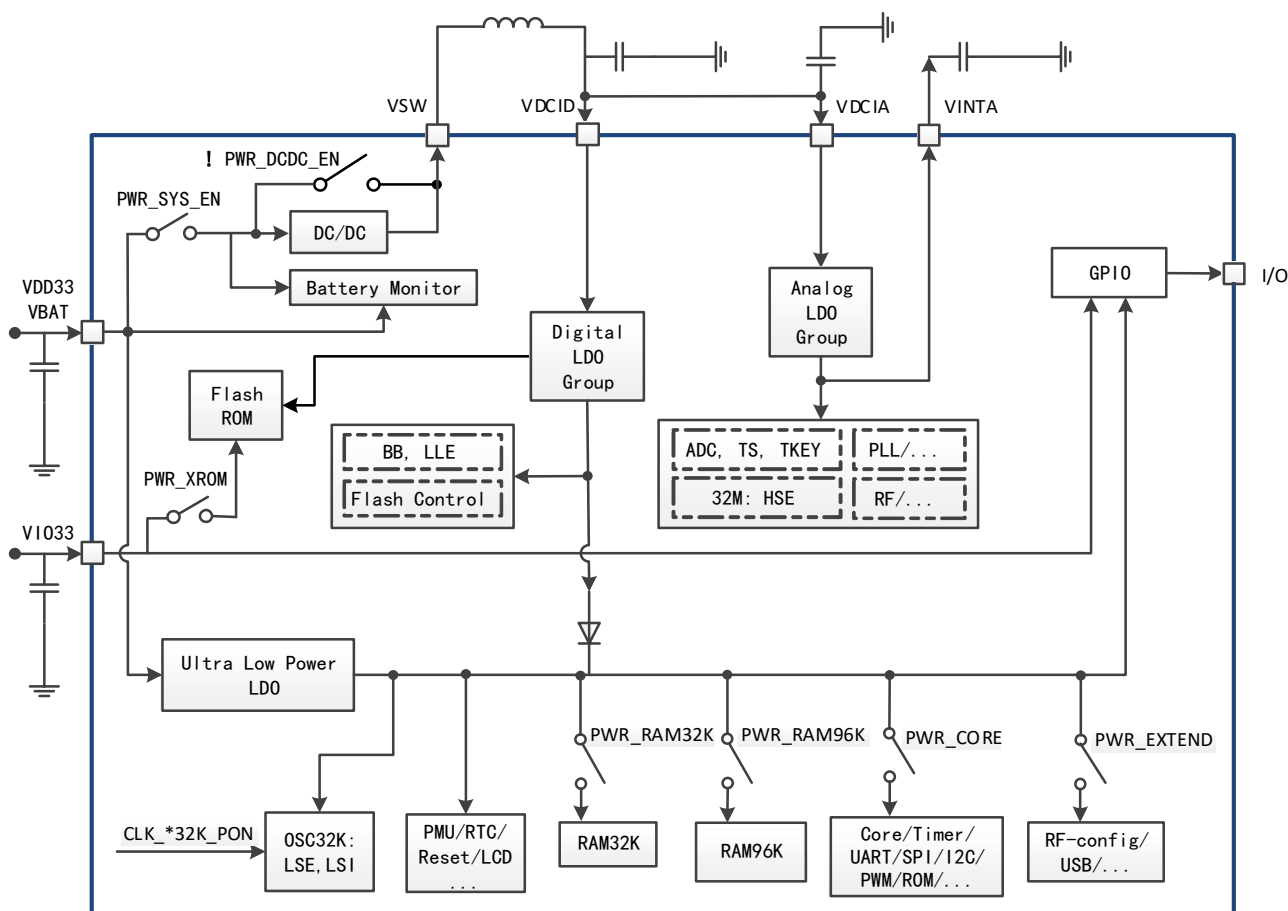 VSW
VDCID
VDCIA
VINTA
! PWR_DCDC_EN
PWR_SYS_EN
DC/DC
Battery Monitor
VDD33
VBAT
GPIO
I/O
Analog
LDO
Group
Digital
LDO
Group
Flash
ROM
BB, LLE
Flash Control
ADC, TS, TKEY
PLL/...
32M: HSE
RF/...
PWR_XROM
VIO33
Ultra Low Power
LDO
PWR_RAM32K
PWR_RAM96K
PWR_CORE
PWR_EXTEND
CLK_*32K_PON
OSC32K:
LSE,LSI
PMU/RTC/
Reset/LCD
...
RAM32K
RAM96K
Core/Timer/
UART/SPI/I2C/
PWM/ROM/...
RF-config/
USB/...